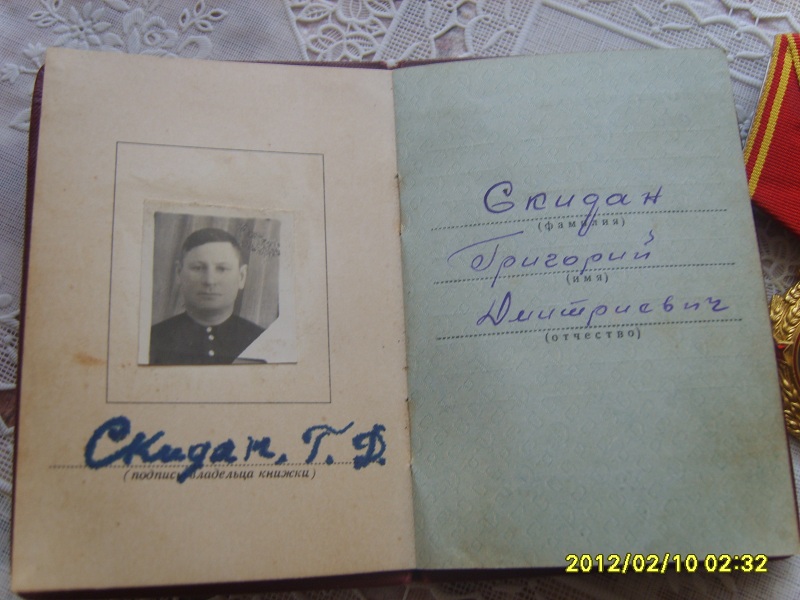 Скидан, Г. Д.
(подпись владельца книжки)
Скидан
(фамилия)
Григорий
(имя)
Дмитриевич
(отчество)
2012/02/10 02:32